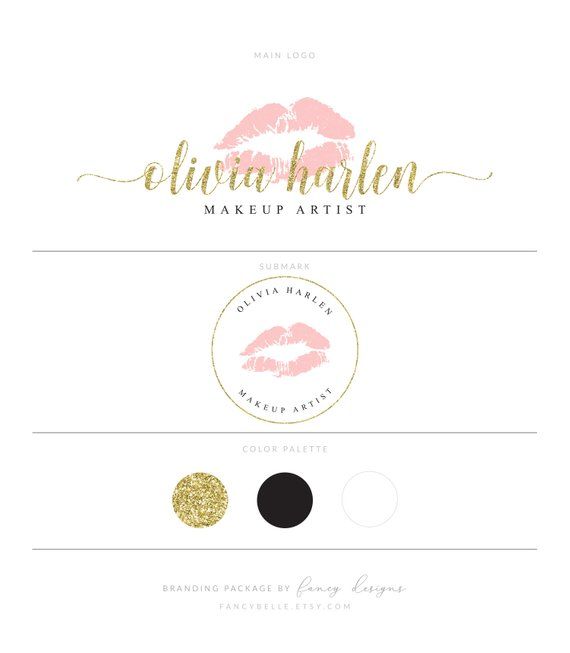 MAIN LOGO
olivia harlen
MAKEUP ARTIST
SUBMARK
OLIVIA HARLEN
MAKEUP ARTIST
COLOR PALETTE
BRANDING PACKAGE BY fancy designs
FANCYBELLE.ETSY.COM